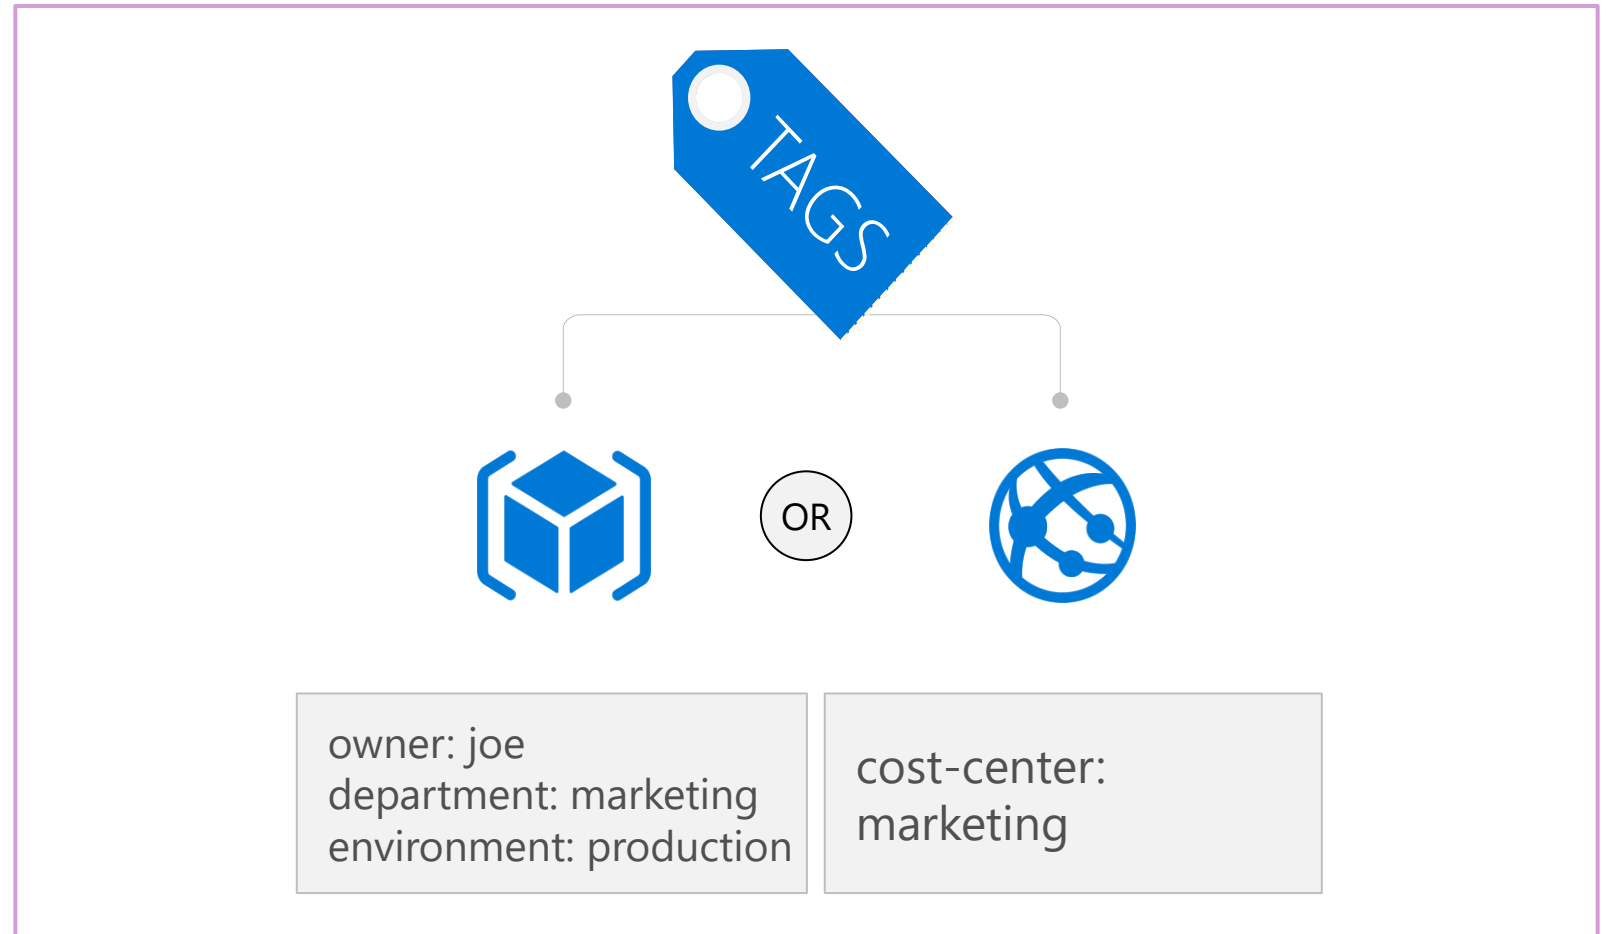 TAGS
OR
owner: joe
department: marketing
environment: production
cost-center:
marketing